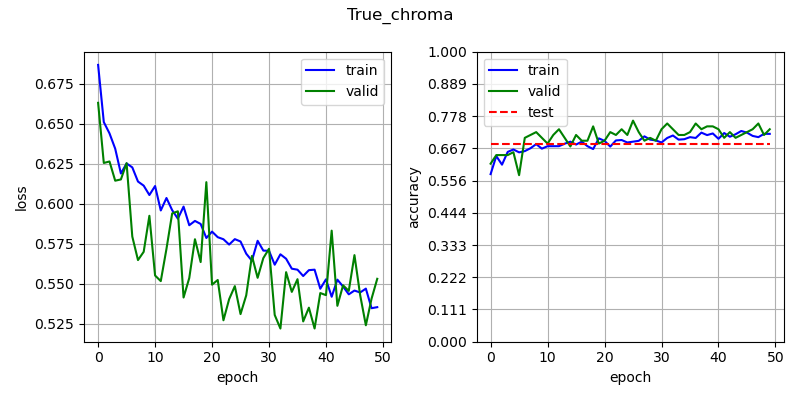 True_chroma
train
valid
0.675
0.650
0.625
0.600
0.575
0.550
0.525
loss
0 10 20 30 40 50
epoch
train
valid
test
1.000
0.889
0.778
0.667
0.556
0.444
0.333
0.222
0.111
0.000
accuracy
0 10 20 30 40 50
epoch